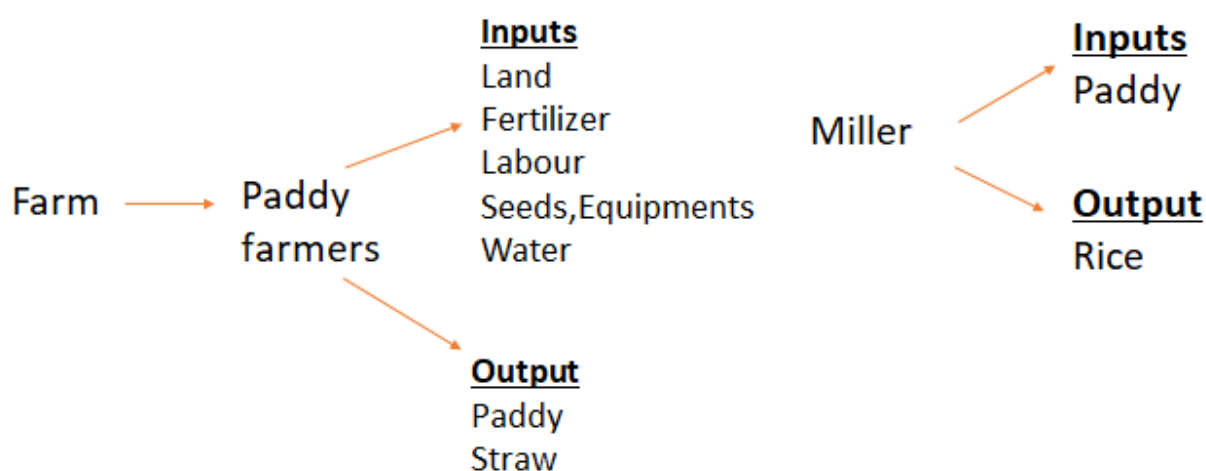 Farm
Paddy
farmers
Inputs
Land
Fertilizer
Labour
Seeds,Equipments
Water
Output
Paddy
Straw
Miller
Inputs
Paddy
Output
Rice